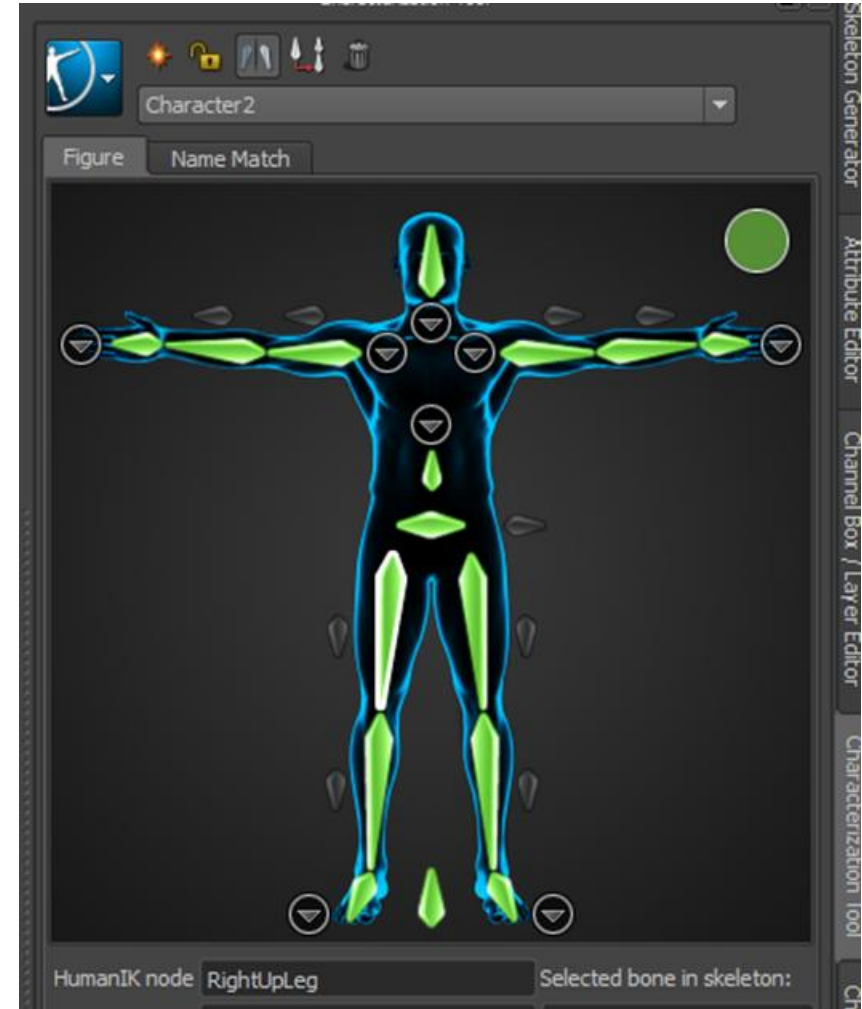 Character2
Figure
Name Match
HumanIK node
RightUpLeg
Selected bone in skeleton:
Skeleton Generator
Attribute Editor
Channel Box / Layer Editor
Characterization Tool